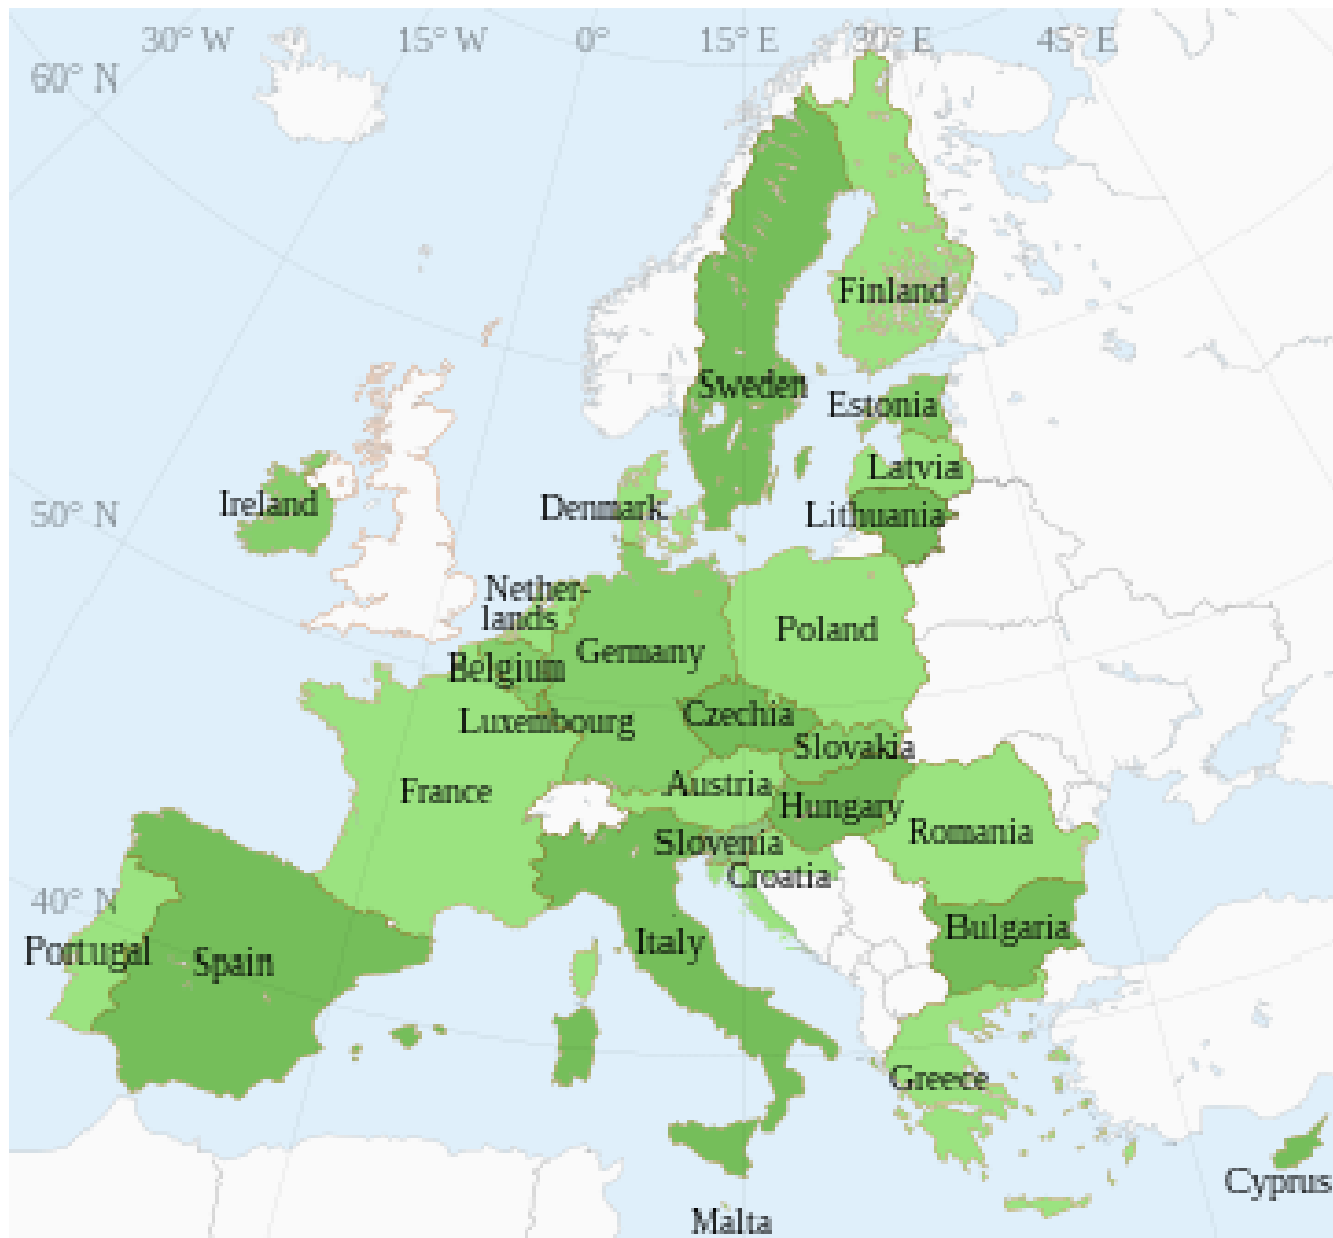 30° W
15° W
0°
15° E
30° E
45° E
60° N
Finland
Sweden
Estonia
Latvia
Ireland
Denmark
Lithuania
50° N
Nether-
lands
Poland
Germany
Belgium
Czechia
Luxembourg
Slovakia
Austria
France
Hungary
Romania
Slovenia
Croatia
40° N
Bulgaria
Italy
Portugal
Spain
Greece
Cyprus
Malta